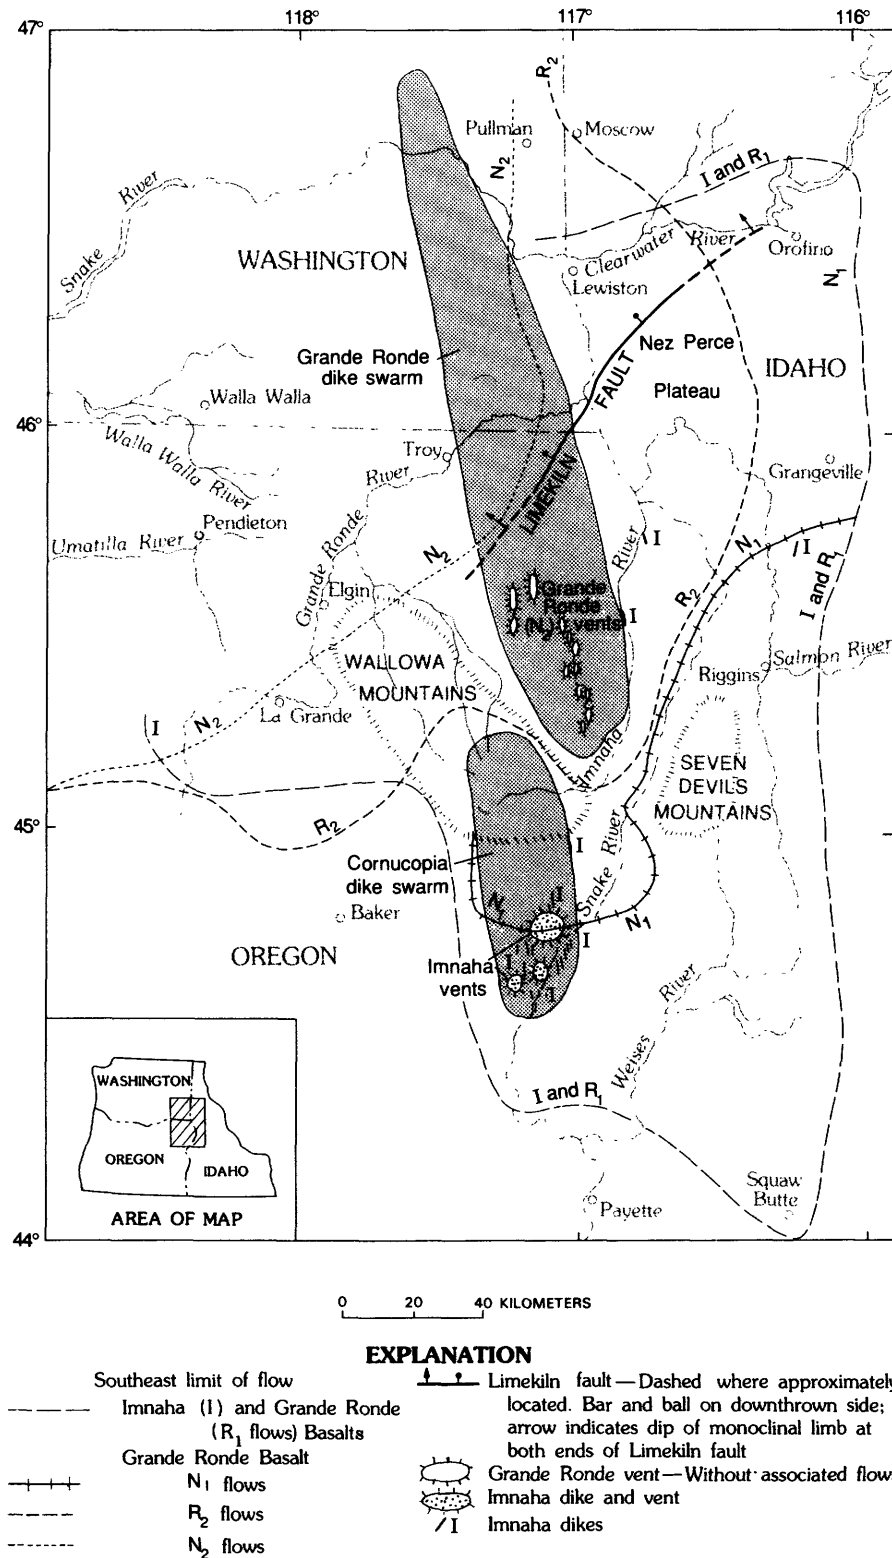 47°
118°
117°
116°
R2
Pullman
Moscow
N2
I and R1
Snake River
WASHINGTON
Clearwater River
Orofino
Lewiston
N1
Grande Ronde
dike swarm
Nez Perce
Plateau
IDAHO
LIMEKILN FAULT
Walla Walla
46°
Troy
Walla Walla River
Grangeville
Pendleton
Umatilla River
Grande Ronde River
N2
River
I
N1
I
Elgin
Grande
Ronde
(N2) vents
I
R2
I and R1
WALLOWA
MOUNTAINS
Riggins
Salmon River
La Grande
N2
I
Imnaha
SEVEN
DEVILS
MOUNTAINS
45°
R2
I
Cornucopia
dike swarm
Snake River
Baker
I
N1
N1
I
OREGON
Imnaha
vents
I
I
River
Weises
WASHINGTON
OREGON
IDAHO
AREA OF MAP
I and R1
Squaw
Butte
Payette
44°
0 20 40 KILOMETERS
EXPLANATION
Southeast limit of flow
Imnaha (I) and Grande Ronde
(R1 flows) Basalts
Grande Ronde Basalt
N1 flows
R2 flows
N2 flows
Limekiln fault—Dashed where approximately
located. Bar and ball on downthrown side;
arrow indicates dip of monoclinal limb at
both ends of Limekiln fault
Grande Ronde vent—Without associated flow
Imnaha dike and vent
I Imnaha dikes